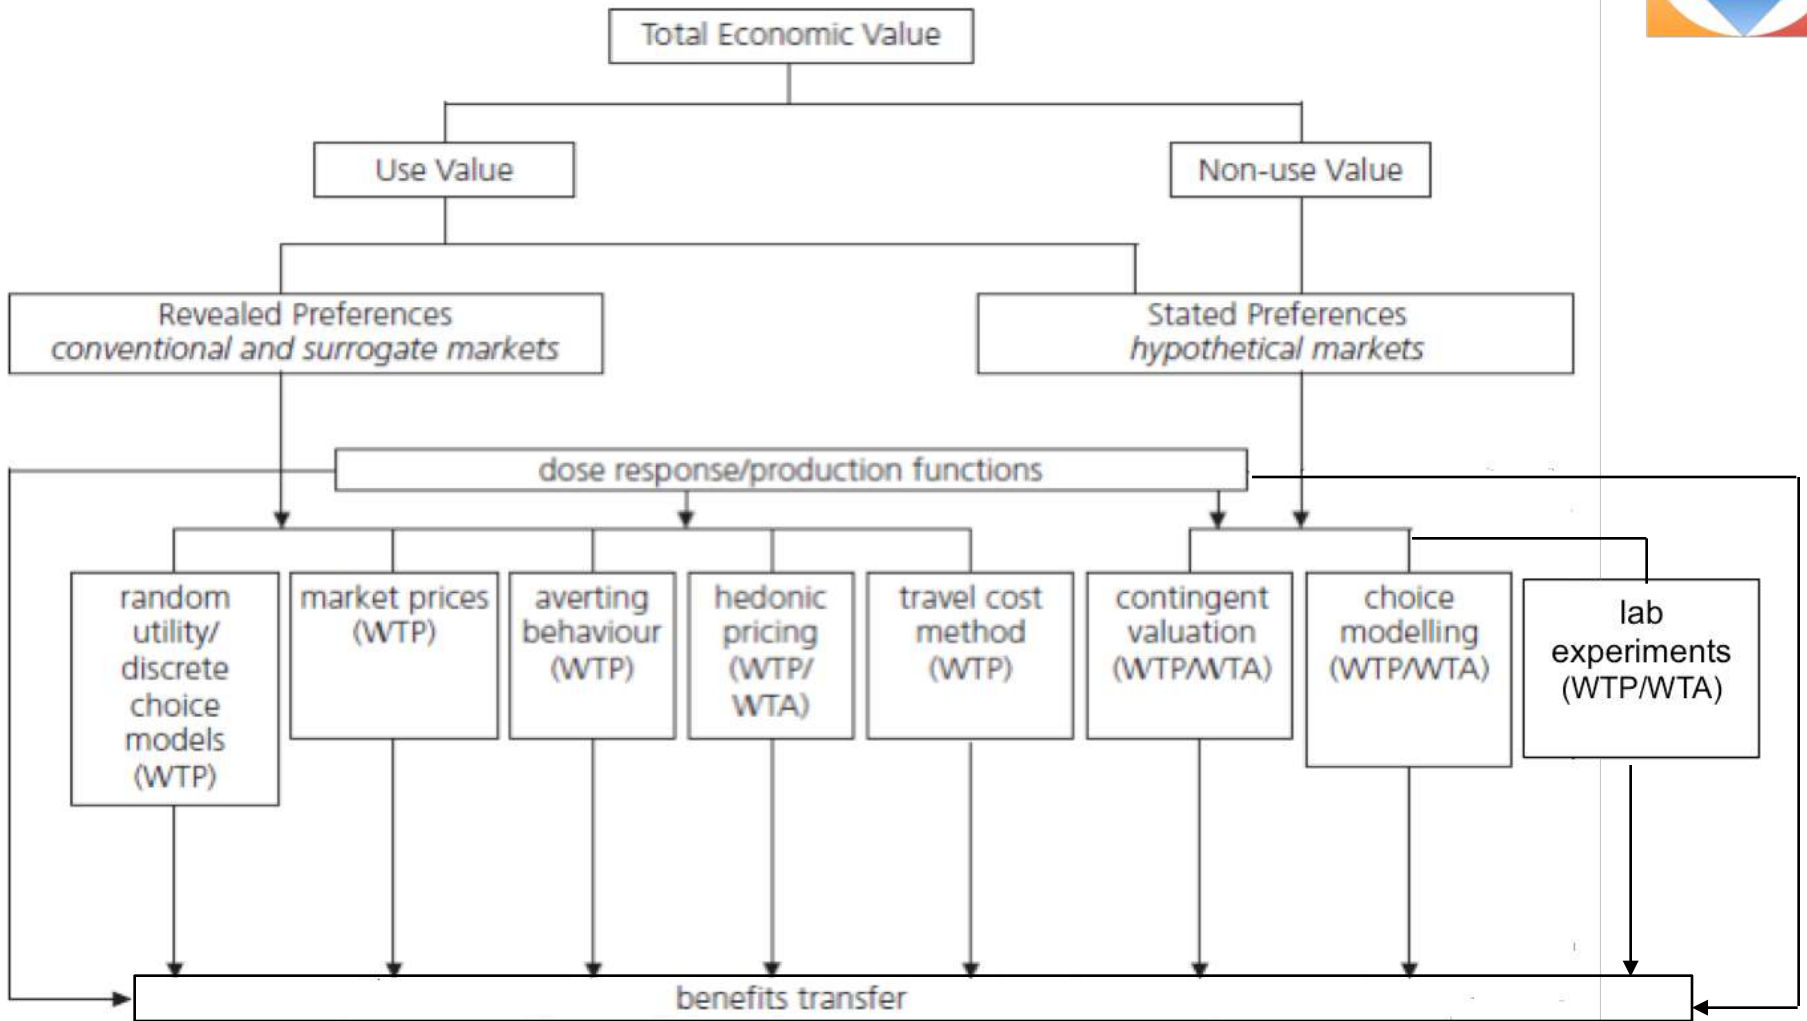 Total Economic Value
Use Value
Non-use Value
Revealed Preferences
conventional and surrogate markets
Stated Preferences
hypothetical markets
dose response/production functions
random
utility/
discrete
choice
models
(WTP)
market prices
(WTP)
averting
behaviour
(WTP)
hedonic
pricing
(WTP/
WTA)
travel cost
method
(WTP)
contingent
valuation
(WTP/WTA)
choice
modelling
(WTP/WTA)
lab
experiments
(WTP/WTA)
benefits transfer